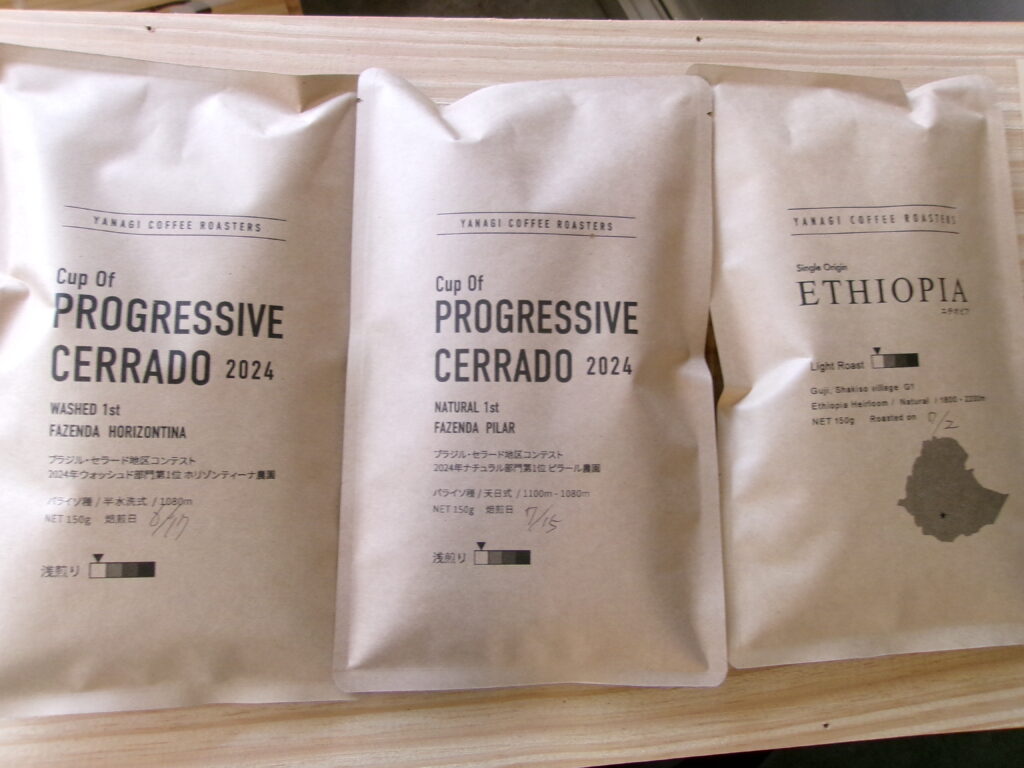 YANAGI COFFEE ROASTERS
Cup Of
PROGRESSIVE
CERRADO 2024
WASHED 1st
FAZENDA HORIZONTINA
ブラジル・セラード地区コンテスト
2024年ウォッシュド部門第1位 ホリゾンティーナ農園
パライソ種 / 半水洗式 / 1080m
NET 150g 焙煎日
浅煎り
YANAGI COFFEE ROASTERS
Cup Of
PROGRESSIVE
CERRADO 2024
NATURAL 1st
FAZENDA PILAR
ブラジル・セラード地区コンテスト
2024年ナチュラル部門第1位 ピラール農園
パライソ種 / 天日式 / 1100m - 1080m
NET 150g 焙煎日 7/15
浅煎り
YANAGI COFFEE ROASTERS
Single Origin
ETHIOPIA
エチオピア
Light Roast
Guji, Shakiso village G1
Ethiopia Heirloom / Natural / 1800 - 2200m
NET 150g Roasted on